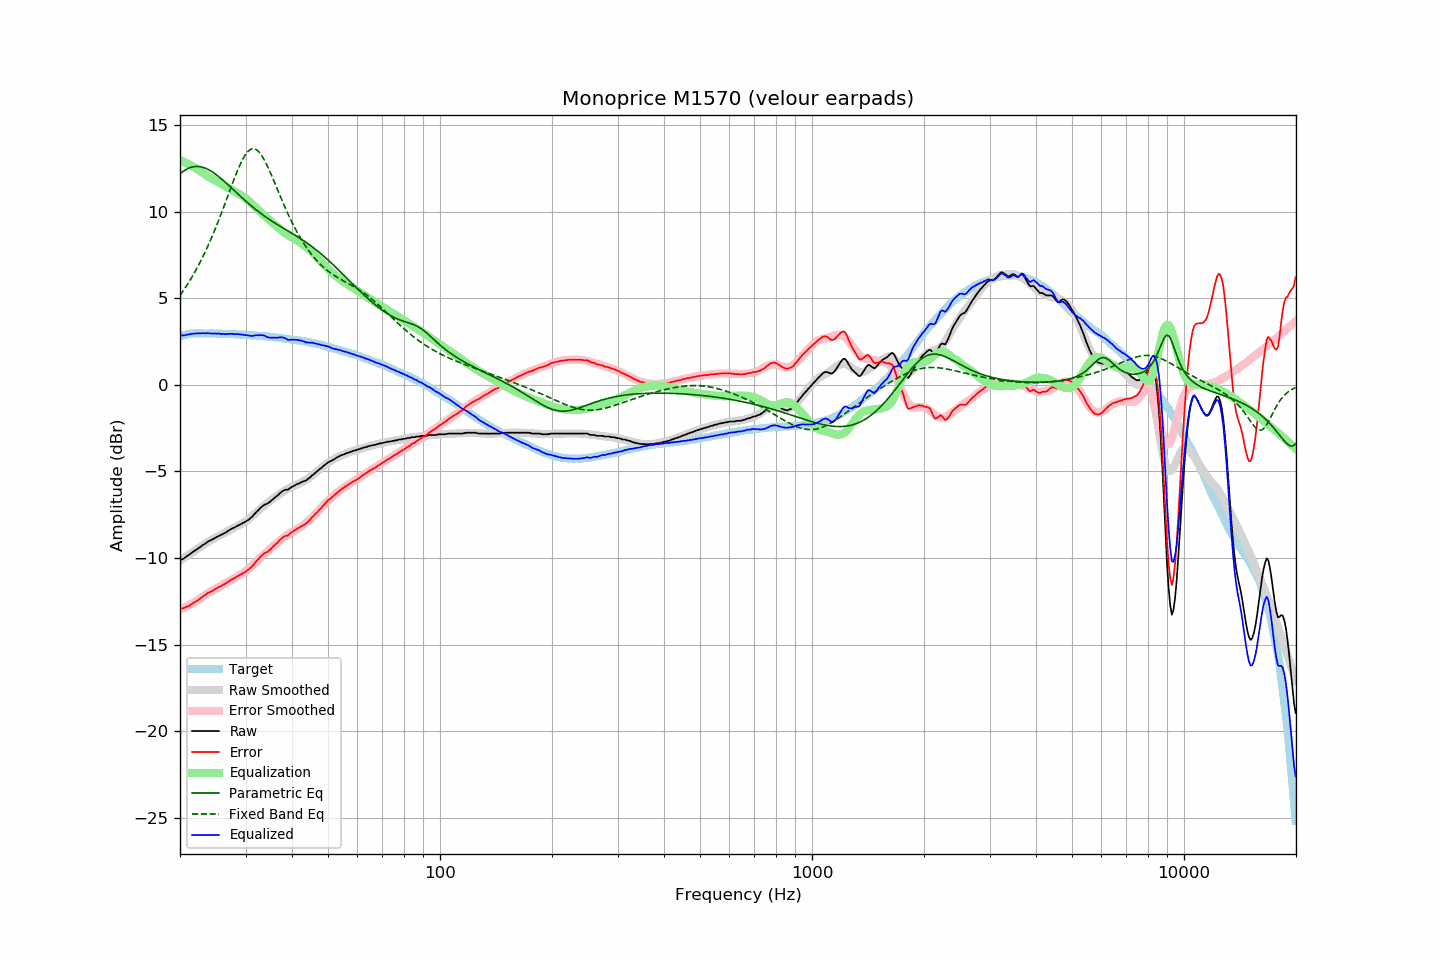 Monoprice M1570 (velour earpads)
15
10
5
0
−5
−10
−15
−20
−25
Amplitude (dBr)
Target
Raw Smoothed
Error Smoothed
Raw
Error
Equalization
Parametric Eq
Fixed Band Eq
Equalized
100
1000
10000
Frequency (Hz)